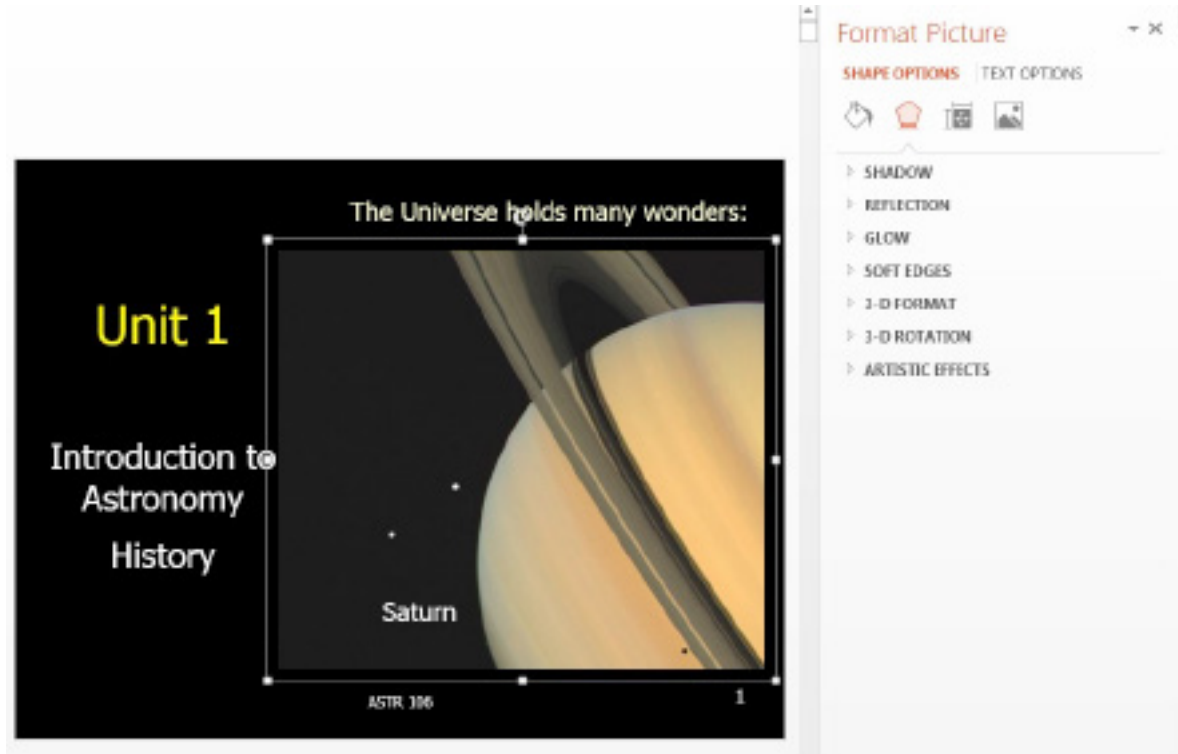 The Universe holds many wonders:
Unit 1
Introduction to
Astronomy
History
Saturn
ASTR 106
1
Format Picture
SHAPE OPTIONS TEXT OPTIONS
SHADOW
REFLECTION
GLOW
SOFT EDGES
3-D FORMAT
3-D ROTATION
ARTISTIC EFFECTS